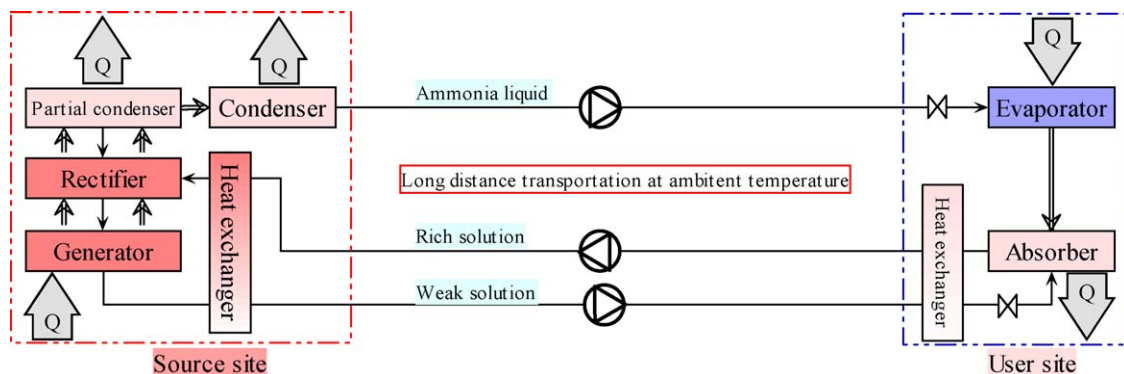 Q
Q
Q
Partial condenser
Condenser
Ammonia liquid
Evaporator
Rectifier
Heat exchanger
Long distance transportation at ambitent temperature
Generator
Rich solution
Heat exchanger
Absorber
Q
Weak solution
Q
Source site
User site